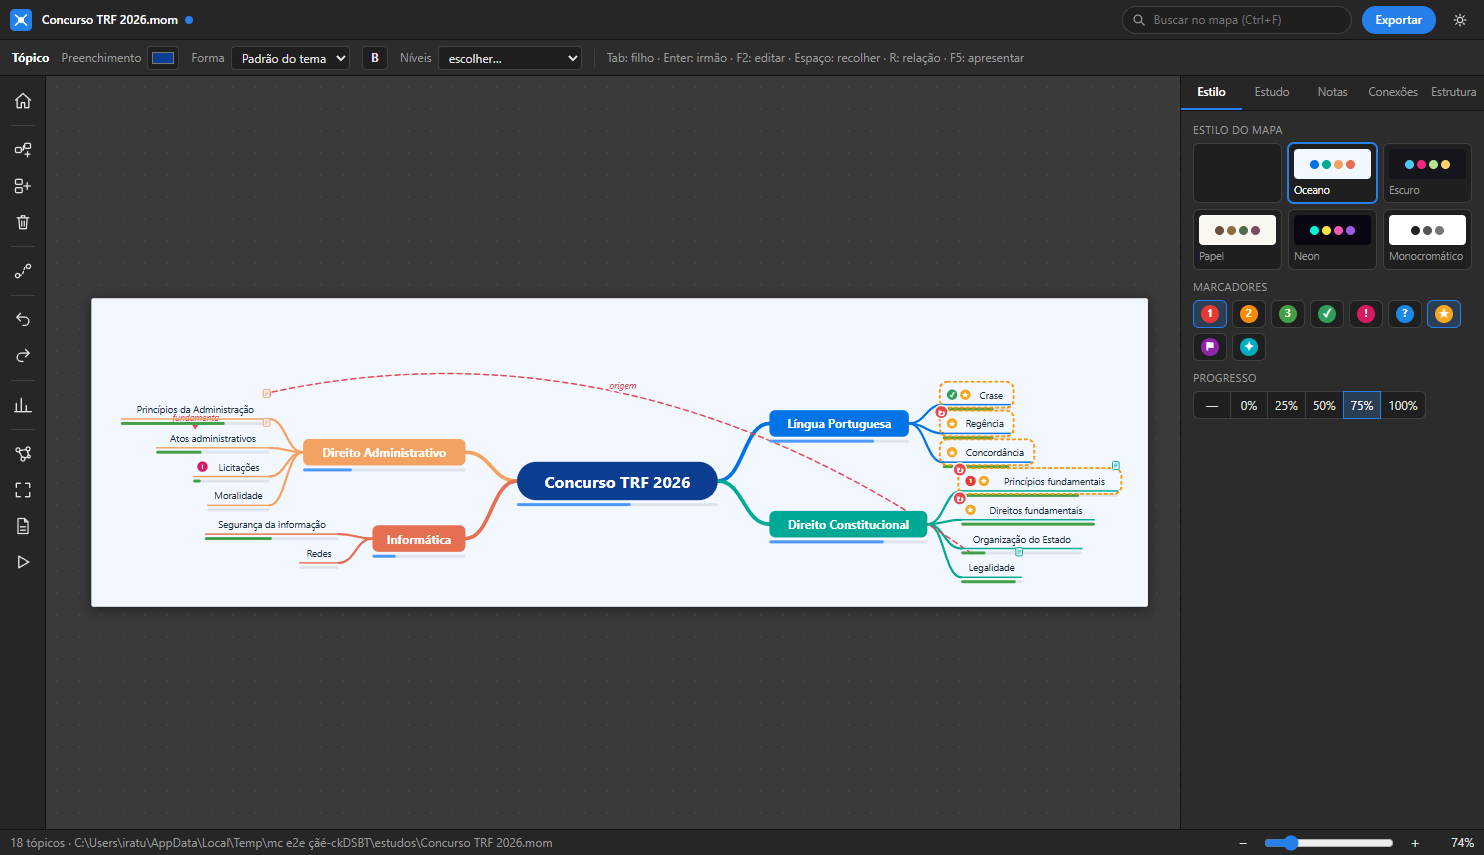 Concurso TRF 2026.mom
Buscar no mapa (Ctrl+F)
Exportar
Tópico
Preenchimento
Forma
Padrão do tema
B
Níveis
escolher...
Tab: filho · Enter: irmão · F2: editar · Espaço: recolher · R: relação · F5: apresentar
Estilo
Estudo
Notas
Conexões
Estrutura
ESTILO DO MAPA
Oceano
Escuro
Papel
Neon
Monocromático
MARCADORES
1
2
3
✓
!
?
PROGRESSO
—
0%
25%
50%
75%
100%
origem
Princípios da Administração
fundamenta
Atos administrativos
! Licitações
Moralidade
Direito Administrativo
Segurança da informação
Redes
Informática
Concurso TRF 2026
Língua Portuguesa
Crase
Regência
Concordância
Direito Constitucional
1 Princípios fundamentais
Direitos fundamentais
Organização do Estado
Legalidade
18 tópicos · C:\Users\iratu\AppData\Local\Temp\mc e2e çãé-ckDSBT\estudos\Concurso TRF 2026.mom
−
+
74%